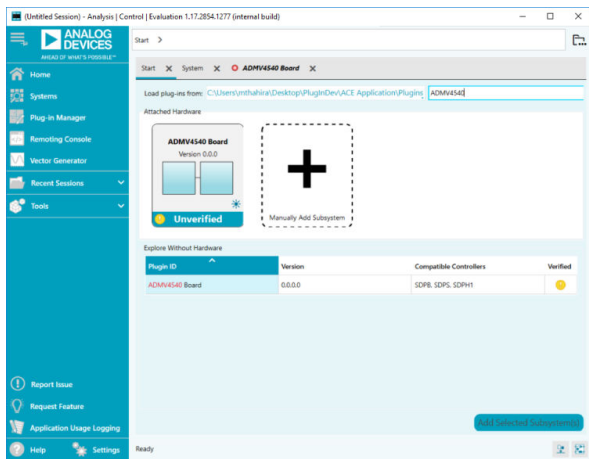 (Untitled Session) - Analysis | Control | Evaluation 1.17.2854.1277 (internal build)
ANALOG
DEVICES
AHEAD OF WHAT'S POSSIBLE™
Start >
Start X System X ADMV4540 Board X
Home
Systems
Plug-in Manager
Remoting Console
Vector Generator
Recent Sessions
Tools
Load plug-ins from: C:\Users\mthahira\Desktop\PlugInDev\ACE Application\Plugins ADMV4540
Attached Hardware
ADMV4540 Board
Version 0.0.0
Unverified
Manually Add Subsystem
Explore Without Hardware
Plugin ID Version Compatible Controllers Verified
ADMV4540 Board 0.0.0.0 SDPB, SDPS, SDPH1
Report Issue
Request Feature
Application Usage Logging
Help Settings
Add Selected Subsystem(s)
Ready